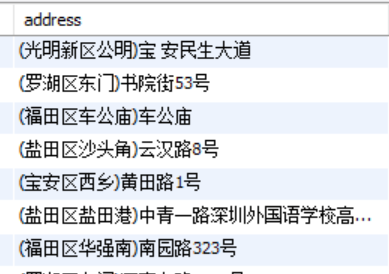 address
(光明新区公明)宝 安民生大道
(罗湖区东门)书院街53号
(福田区车公庙)车公庙
(盐田区沙头角)云汉路8号
(宝安区西乡)黄田路1号
(盐田区盐田港)中青一路深圳外国语学校高...
(福田区华强南)南园路323号